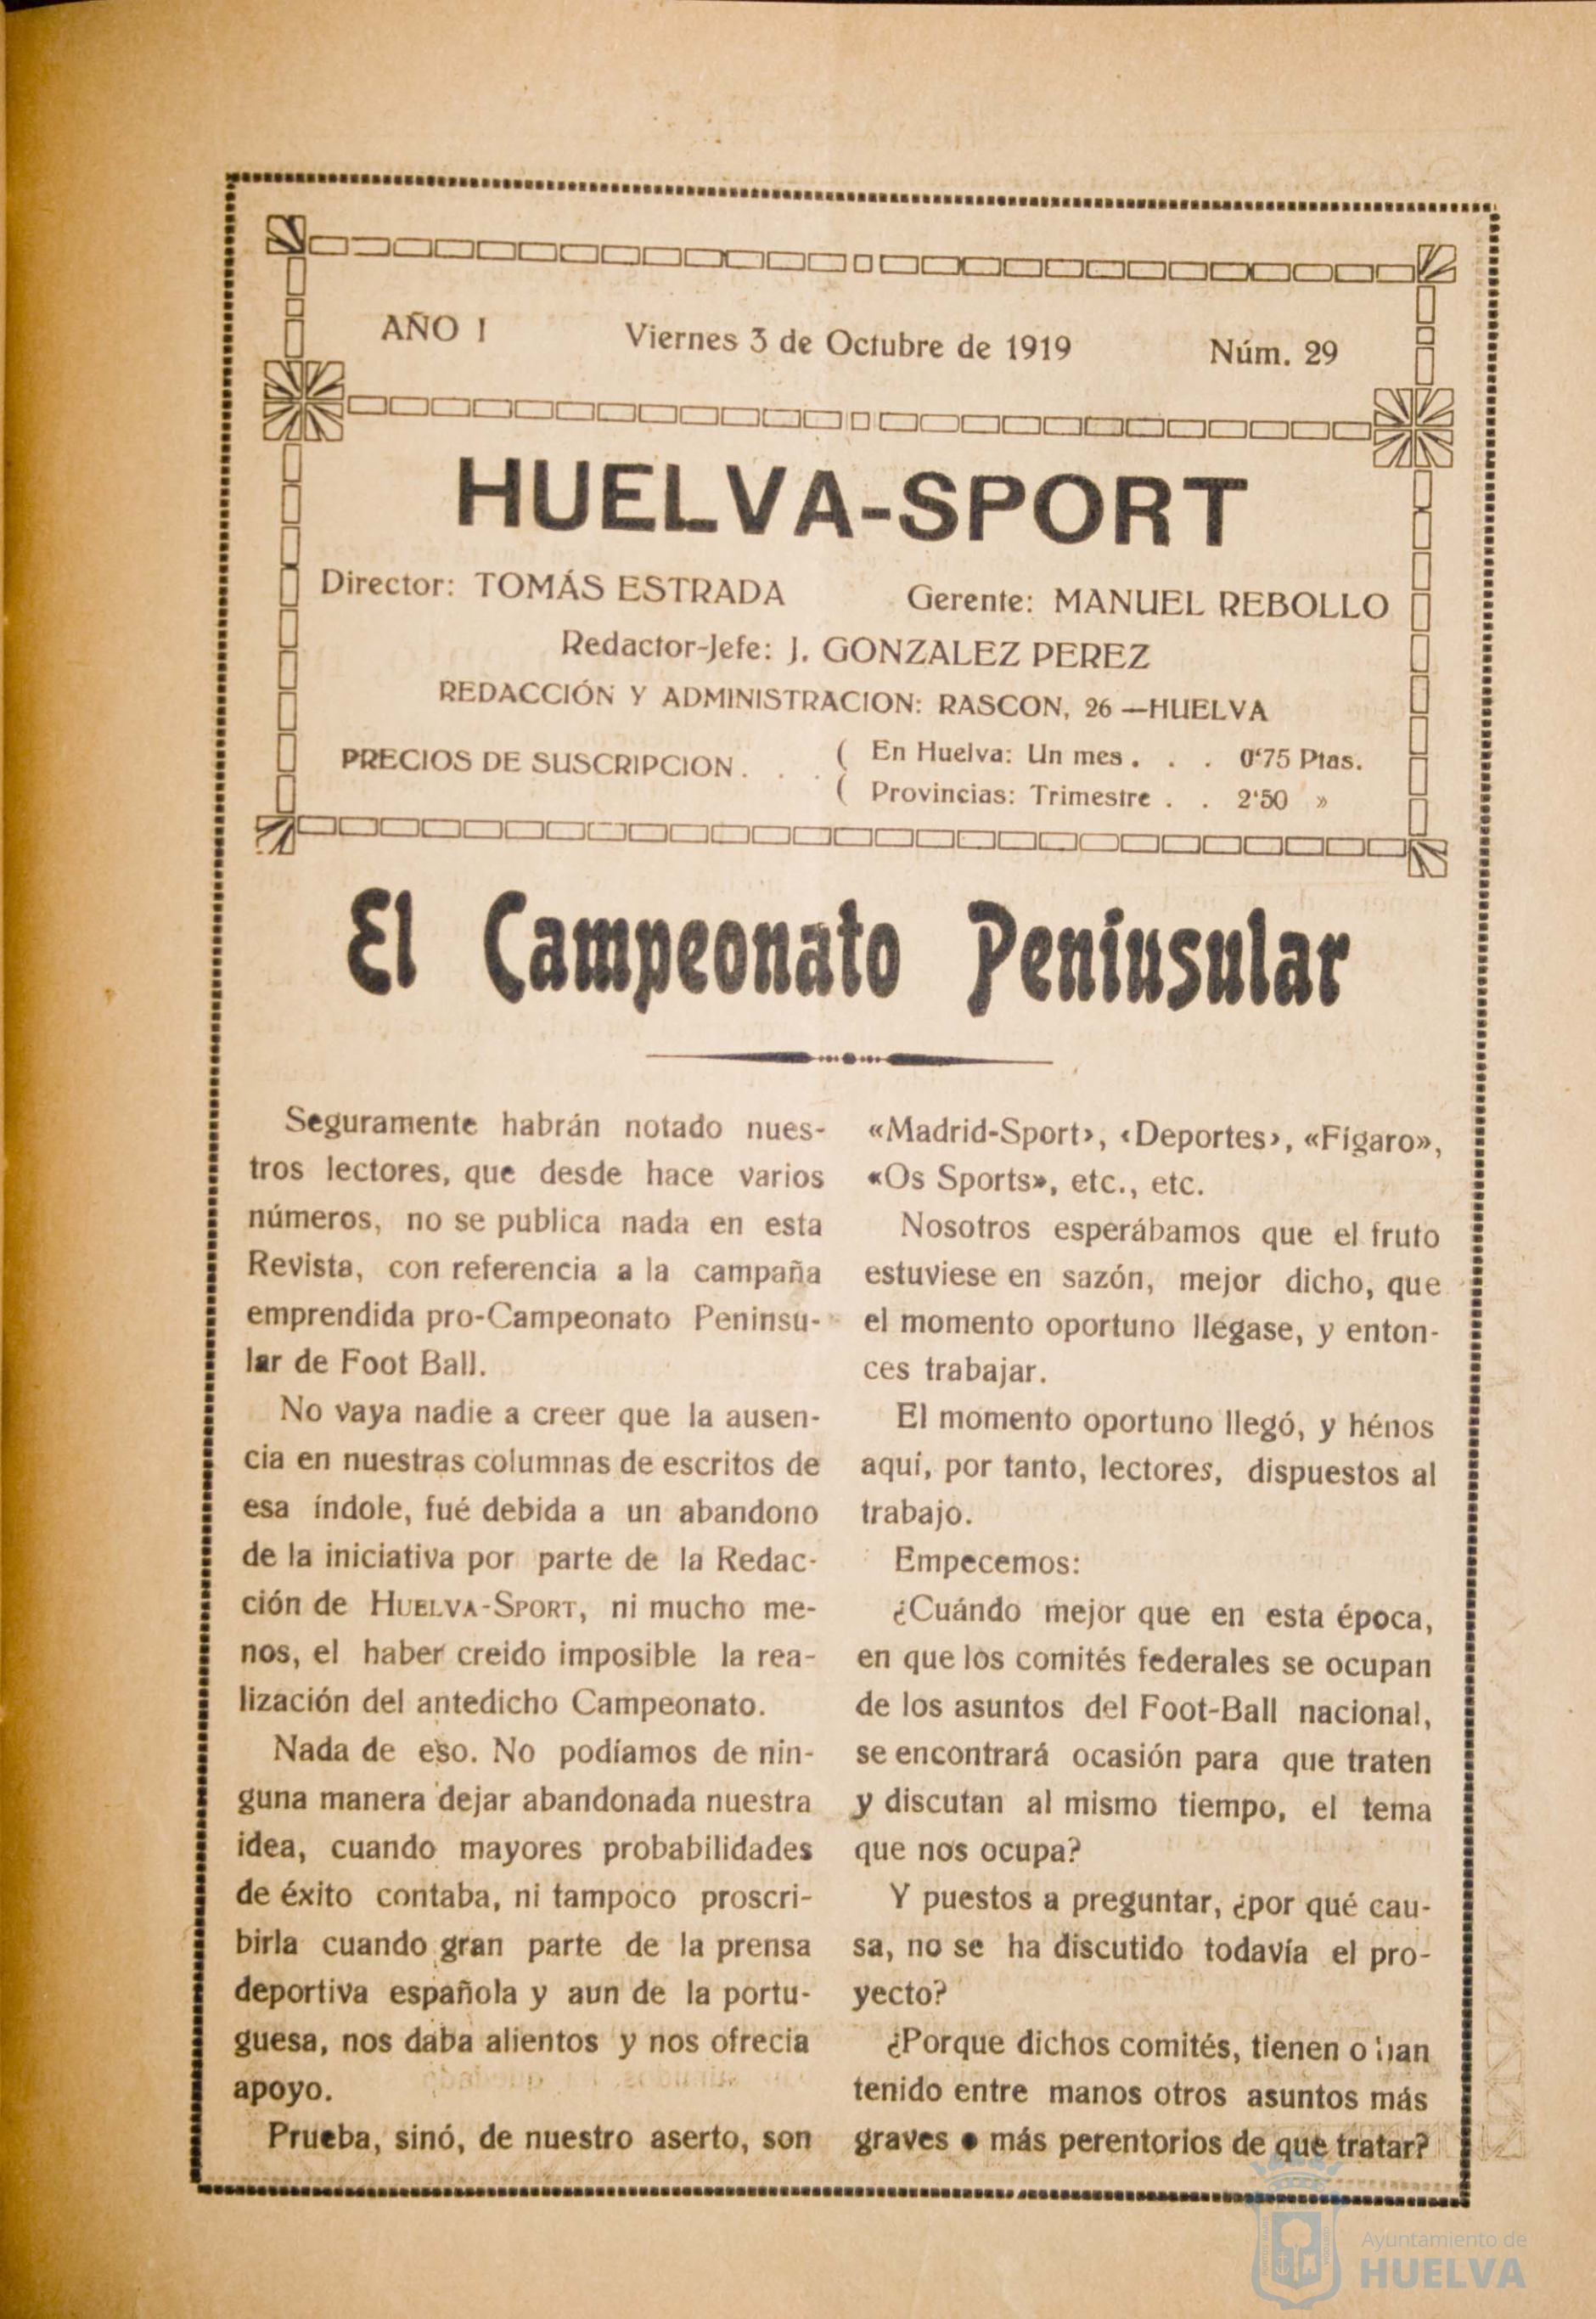 AÑO I Viernes 3 de Octubre de 1919 Núm. 29
HUELVA-SPORT
Director: TOMÁS ESTRADA Gerente: MANUEL REBOLLO
Redactor-Jefe: J. GONZALEZ PEREZ
REDACCIÓN Y ADMINISTRACION: RASCON, 26 —HUELVA
PRECIOS DE SUSCRIPCION. . . ( En Huelva: Un mes . . . 0‘75 Ptas.
( Provincias: Trimestre . . 2‘50 »
El Campeonato Peniusular
Seguramente habrán notado nues-
tros lectores, que desde hace varios
números, no se publica nada en esta
Revista, con referencia a la campaña
emprendida pro-Campeonato Peninsu-
lar de Foot Ball.
No vaya nadie a creer que la ausen-
cia en nuestras columnas de escritos de
esa índole, fué debida a un abandono
de la iniciativa por parte de la Redac-
ción de HUELVA-SPORT, ni mucho me-
nos, el haber creido imposible la rea-
lización del antedicho Campeonato.
Nada de eso. No podíamos de nin-
guna manera dejar abandonada nuestra
idea, cuando mayores probabilidades
de éxito contaba, ni tampoco proscri-
birla cuando gran parte de la prensa
deportiva española y aun de la portu-
guesa, nos daba alientos y nos ofrecia
apoyo.
Prueba, sinó, de nuestro aserto, son
«Madrid-Sport›, ‹Deportes›, «Fígaro»,
«Os Sports», etc., etc.
Nosotros esperábamos que el fruto
estuviese en sazón, mejor dicho, que
el momento oportuno llegase, y enton-
ces trabajar.
El momento oportuno llegó, y hénos
aquí, por tanto, lectores, dispuestos al
trabajo.
Empecemos:
¿Cuándo mejor que en esta época,
en que los comités federales se ocupan
de los asuntos del Foot-Ball nacional,
se encontrará ocasión para que traten
y discutan al mismo tiempo, el tema
que nos ocupa?
Y puestos a preguntar, ¿por qué cau-
sa, no se ha discutido todavía el pro-
yecto?
¿Porque dichos comités, tienen o han
tenido entre manos otros asuntos más
graves o más perentorios de que tratar?
Ayuntamiento de
HUELVA